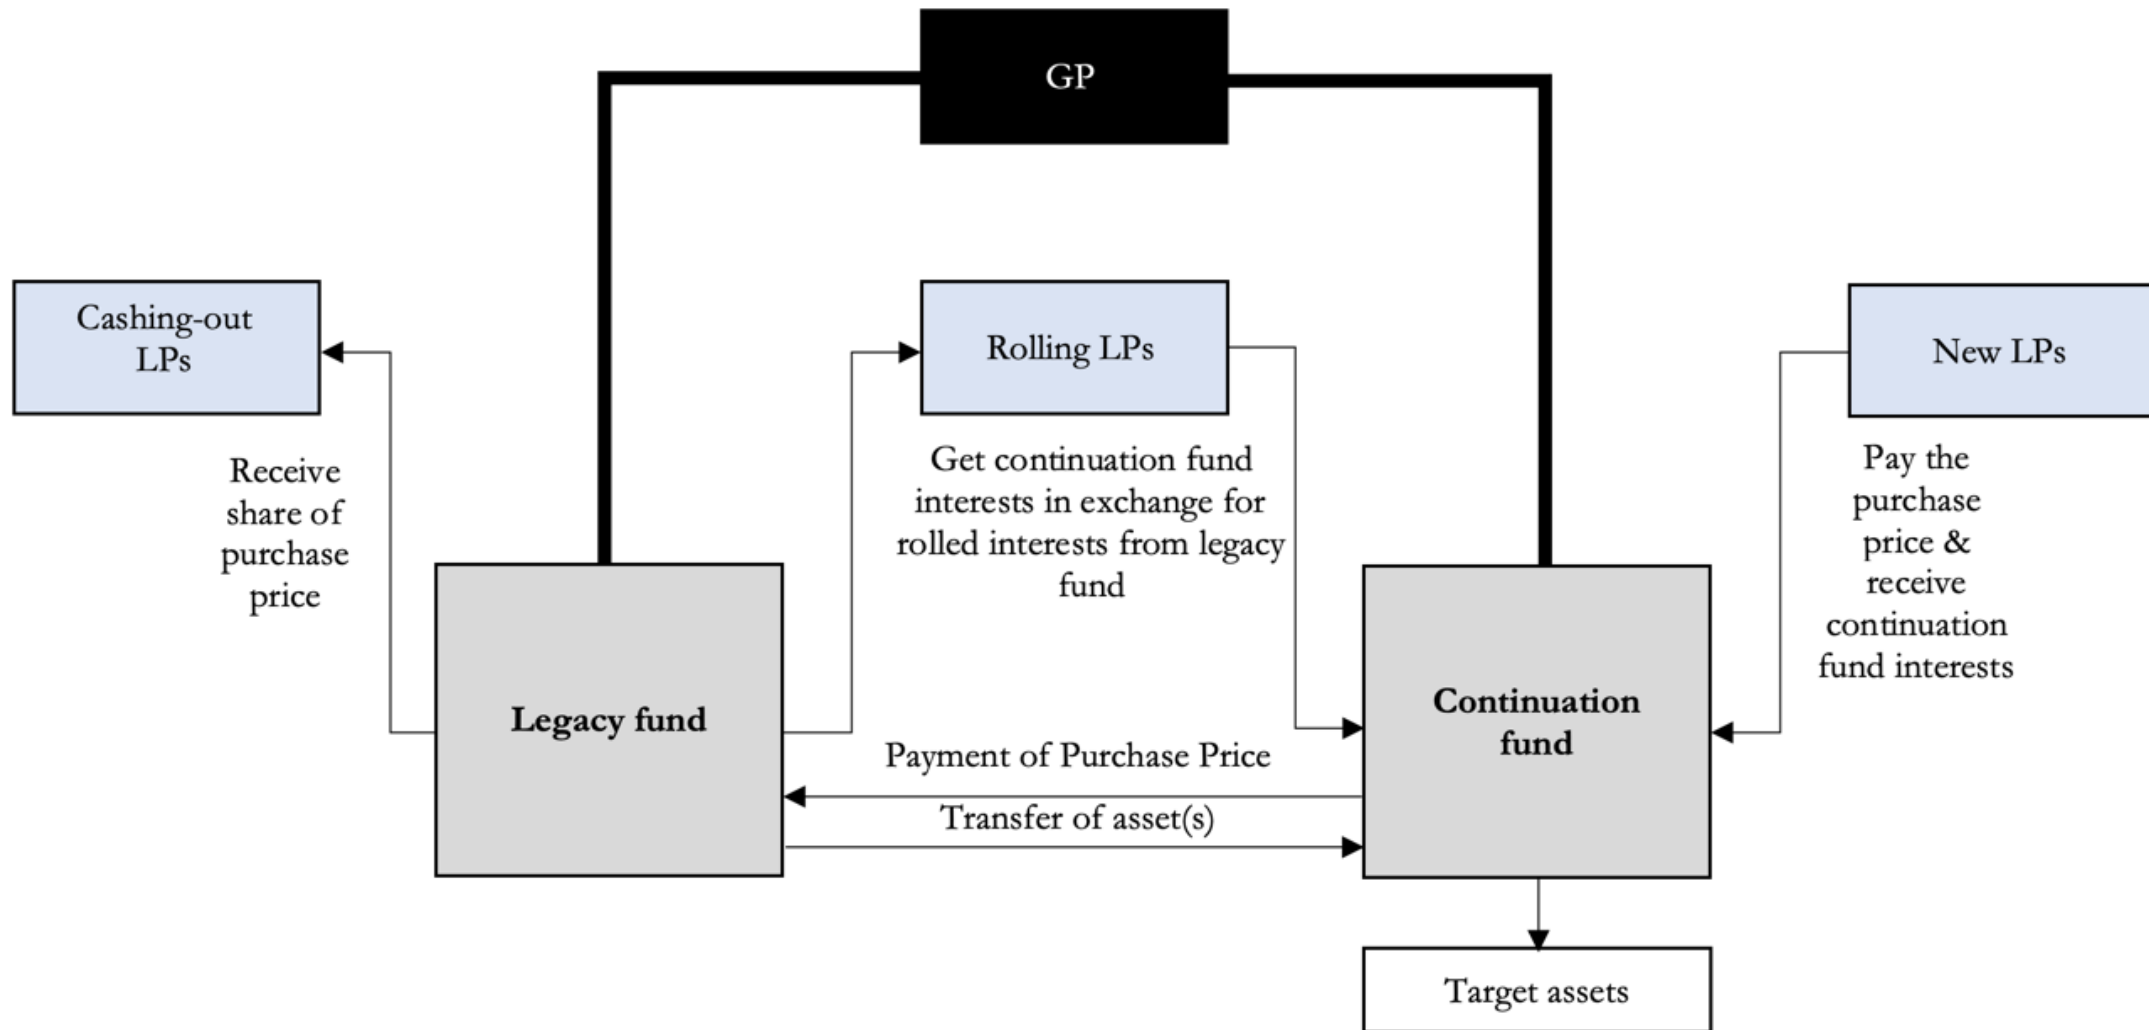 GP
Cashing-out
LPs
Rolling LPs
New LPs
Receive
share of
purchase
price
Get continuation fund
interests in exchange for
rolled interests from legacy
fund
Pay the
purchase
price &
receive
continuation
fund interests
Legacy fund
Continuation
fund
Payment of Purchase Price
Transfer of asset(s)
Target assets